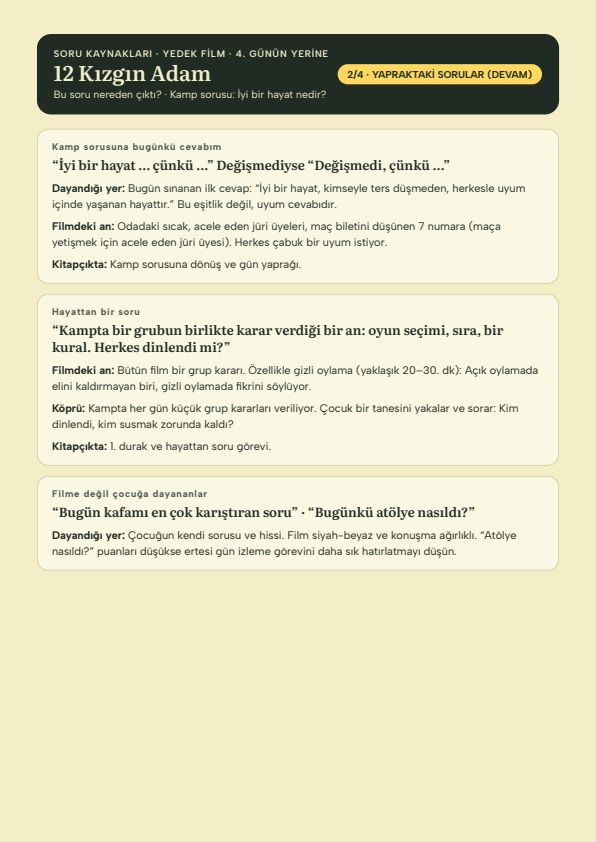 SORU KAYNAKLARI · YEDEK FİLM · 4. GÜNÜN YERİNE
12 Kızgın Adam
2/4 · YAPRAKTAKİ SORULAR (DEVAM)
Bu soru nereden çıktı? · Kamp sorusu: İyi bir hayat nedir?
Kamp sorusuna bugünkü cevabım
“İyi bir hayat … çünkü …” Değişmediyse “Değişmedi, çünkü …”
Dayandığı yer: Bugün sınanan ilk cevap: “İyi bir hayat, kimseyle ters düşmeden, herkesle uyum
içinde yaşanan hayattır.” Bu eşitlik değil, uyum cevabıdır.
Filmdeki an: Odadaki sıcak, acele eden jüri üyeleri, maç biletini düşünen 7 numara (maça
yetişmek için acele eden jüri üyesi). Herkes çabuk bir uyum istiyor.
Kitapçıkta: Kamp sorusuna dönüş ve gün yaprağı.
Hayattan bir soru
“Kampta bir grubun birlikte karar verdiği bir an: oyun seçimi, sıra, bir
kural. Herkes dinlendi mi?”
Filmdeki an: Bütün film bir grup kararı. Özellikle gizli oylama (yaklaşık 20–30. dk): Açık oylamada
elini kaldırmayan biri, gizli oylamada fikrini söylüyor.
Köprü: Kampta her gün küçük grup kararları veriliyor. Çocuk bir tanesini yakalar ve sorar: Kim
dinlendi, kim susmak zorunda kaldı?
Kitapçıkta: 1. durak ve hayattan soru görevi.
Filme değil çocuğa dayananlar
“Bugün kafamı en çok karıştıran soru” · “Bugünkü atölye nasıldı?”
Dayandığı yer: Çocuğun kendi sorusu ve hissi. Film siyah-beyaz ve konuşma ağırlıklı. “Atölye
nasıldı?” puanları düşükse ertesi gün izleme görevini daha sık hatırlatmayı düşün.